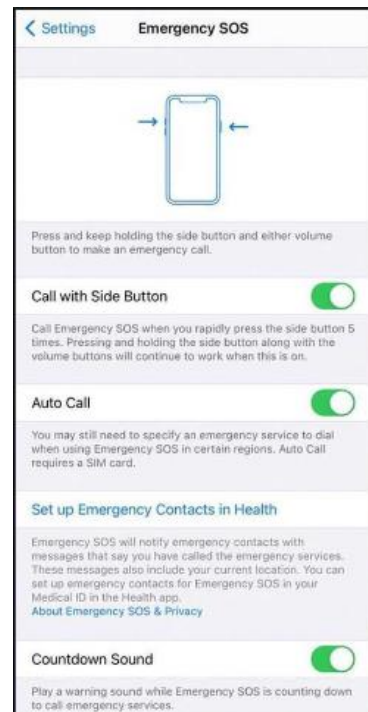 Settings
Emergency SOS
Press and keep holding the side button and either volume
button to make an emergency call.
Call with Side Button
Call Emergency SOS when you rapidly press the side button 5
times. Pressing and holding the side button along with the
volume buttons will continue to work when this is on.
Auto Call
You may still need to specify an emergency service to dial
when using Emergency SOS in certain regions. Auto Call
requires a SIM card.
Set up Emergency Contacts in Health
Emergency SOS will notify emergency contacts with
messages that say you have called the emergency services.
These messages also include your current location. You can
set up emergency contacts for Emergency SOS in your
Medical ID in the Health app.
About Emergency SOS & Privacy
Countdown Sound
Play a warning sound while Emergency SOS is counting down
to call emergency services.